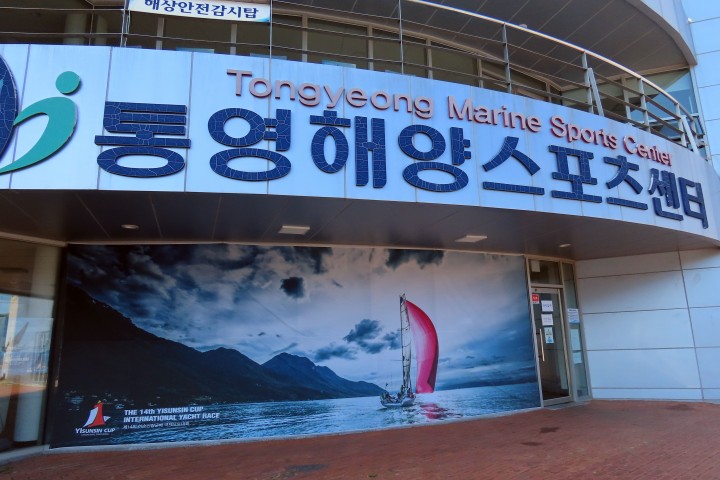 해상안전감시탑
Tongyeong Marine Sports Center
통영해양스포츠센터
THE 14th YISUNSIN CUP
INTERNATIONAL YACHT RACE
YISUNSIN CUP